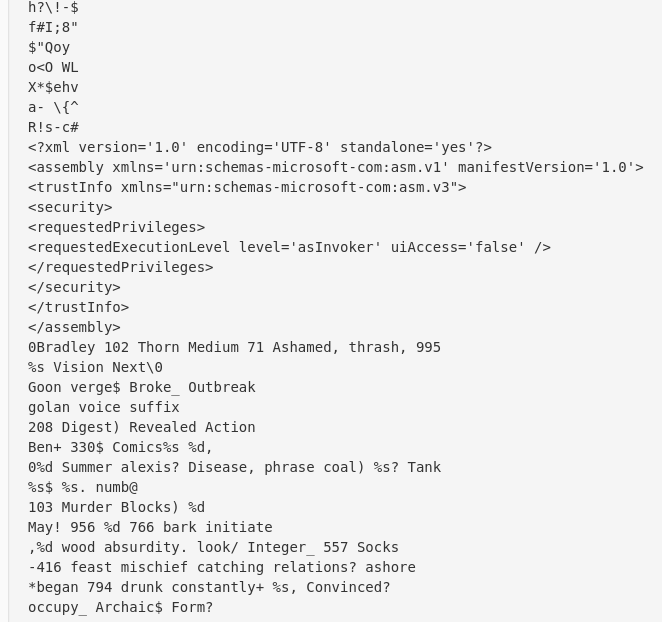 h?\!-$
f#I;8"
$"Qoy
o<O WL
X*$ehv
a- \{^
R!s-c#
<?xml version='1.0' encoding='UTF-8' standalone='yes'?>
<assembly xmlns='urn:schemas-microsoft-com:asm.v1' manifestVersion='1.0'>
<trustInfo xmlns="urn:schemas-microsoft-com:asm.v3">
<security>
<requestedPrivileges>
<requestedExecutionLevel level='asInvoker' uiAccess='false' />
</requestedPrivileges>
</security>
</trustInfo>
</assembly>
0Bradley 102 Thorn Medium 71 Ashamed, thrash, 995
%s Vision Next\0
Goon verge$ Broke_ Outbreak
golan voice suffix
208 Digest) Revealed Action
Ben+ 330$ Comics%s %d,
0%d Summer alexis? Disease, phrase coal) %s? Tank
%s$ %s. numb@
103 Murder Blocks) %d
May! 956 %d 766 bark initiate
,%d wood absurdity. look/ Integer_ 557 Socks
-416 feast mischief catching relations? ashore
*began 794 drunk constantly+ %s, Convinced?
occupy_ Archaic$ Form?